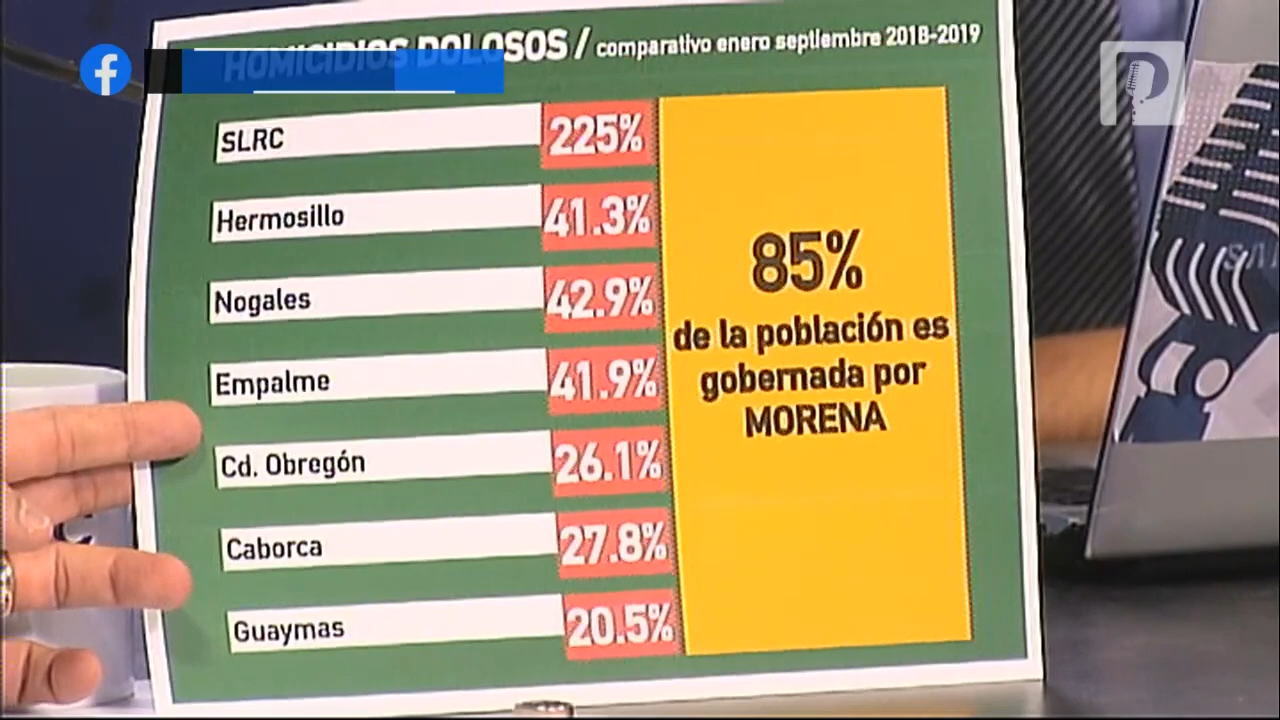 HOMICIDIOS DOLOSOS / comparativo enero septiembre 2018-2019
SLRC 225%
Hermosillo 41.3%
Nogales 42.9%
Empalme 41.9%
Cd. Obregón 26.1%
Caborca 27.8%
Guaymas 20.5%
85%
de la población es
gobernada por
MORENA